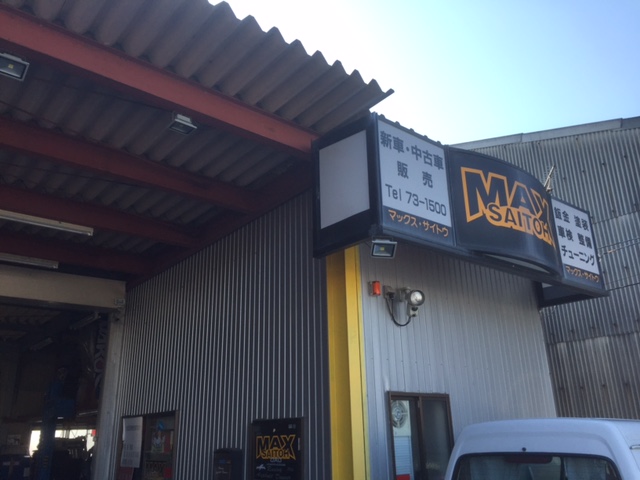 新車・中古車
販売
Tel 73-1500
マックス・サイトウ
MAX
SAITOH
鈑金 塗装
車検 整備
チューニング
マックス・サイトウ
MAX
SAITOH